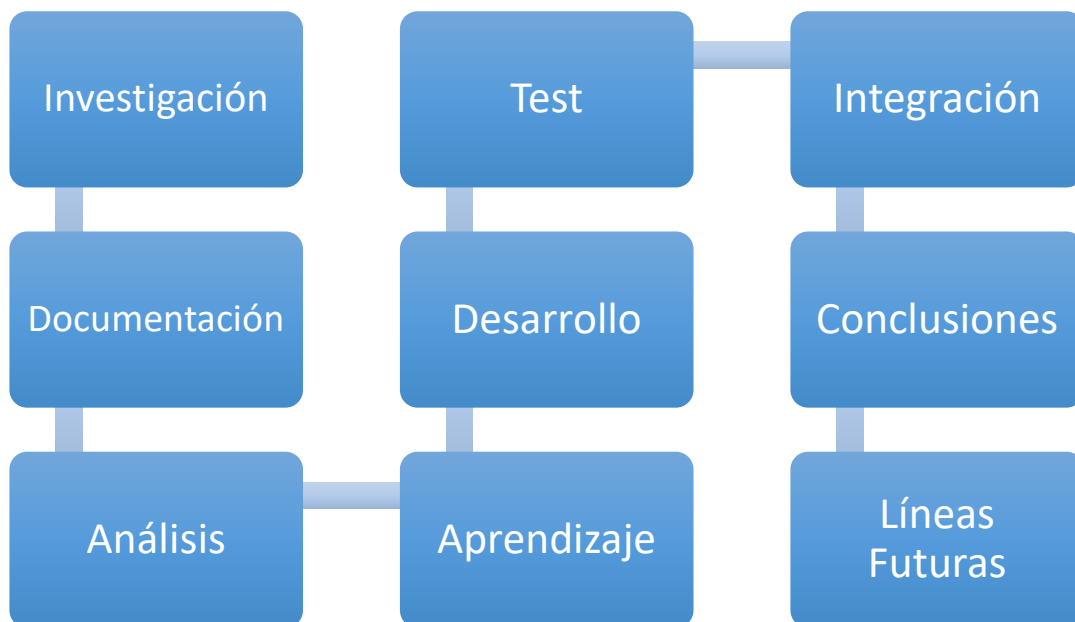 Investigación
Documentación
Análisis
Aprendizaje
Desarrollo
Test
Integración
Conclusiones
Líneas
Futuras